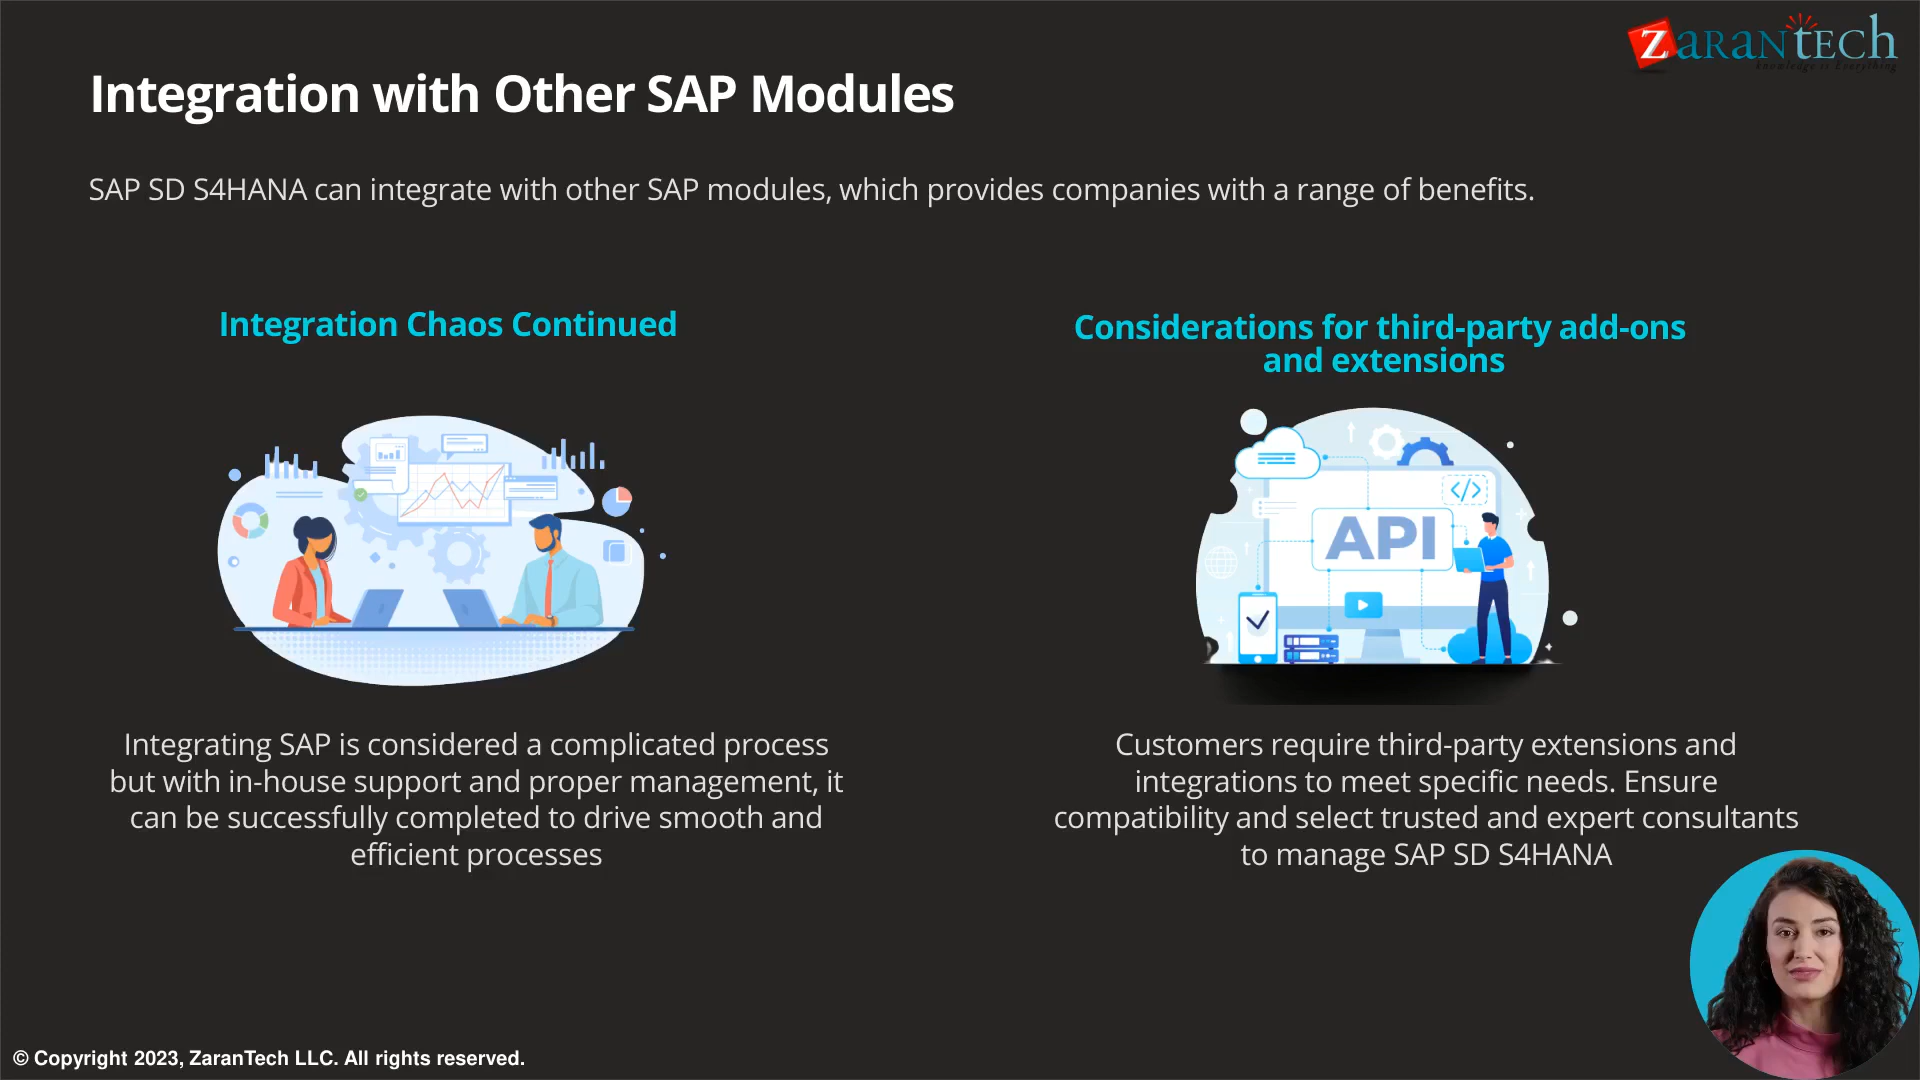 ZaranTech
Knowledge is Everything
Integration with Other SAP Modules
SAP SD S4HANA can integrate with other SAP modules, which provides companies with a range of benefits.
Integration Chaos Continued
Integrating SAP is considered a complicated process
but with in-house support and proper management, it
can be successfully completed to drive smooth and
efficient processes
Considerations for third-party add-ons
and extensions
</>
API
Customers require third-party extensions and
integrations to meet specific needs. Ensure
compatibility and select trusted and expert consultants
to manage SAP SD S4HANA
© Copyright 2023, ZaranTech LLC. All rights reserved.